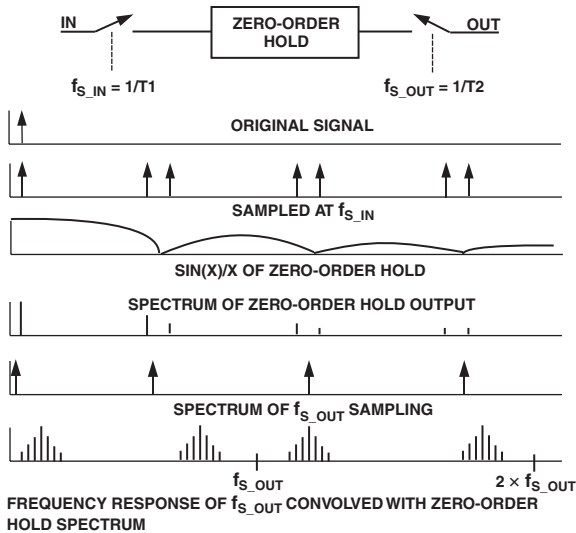 IN
ZERO-ORDER
HOLD
OUT
fS_IN = 1/T1
fS_OUT = 1/T2
ORIGINAL SIGNAL
SAMPLED AT fS_IN
SIN(X)/X OF ZERO-ORDER HOLD
SPECTRUM OF ZERO-ORDER HOLD OUTPUT
SPECTRUM OF fS_OUT SAMPLING
fS_OUT
2 × fS_OUT
FREQUENCY RESPONSE OF fS_OUT CONVOLVED WITH ZERO-ORDER
HOLD SPECTRUM